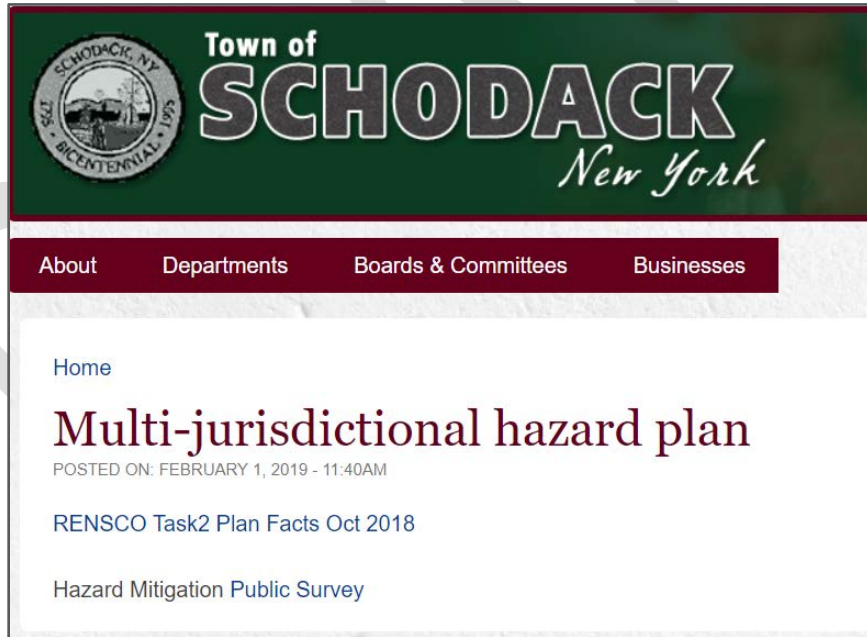 SCHODACK, NY
1795 - BICENTENNIAL - 1995
Town of
SCHODACK
New York
About Departments Boards & Committees Businesses
Home
Multi-jurisdictional hazard plan
POSTED ON: FEBRUARY 1, 2019 - 11:40AM
RENSCO Task2 Plan Facts Oct 2018
Hazard Mitigation Public Survey